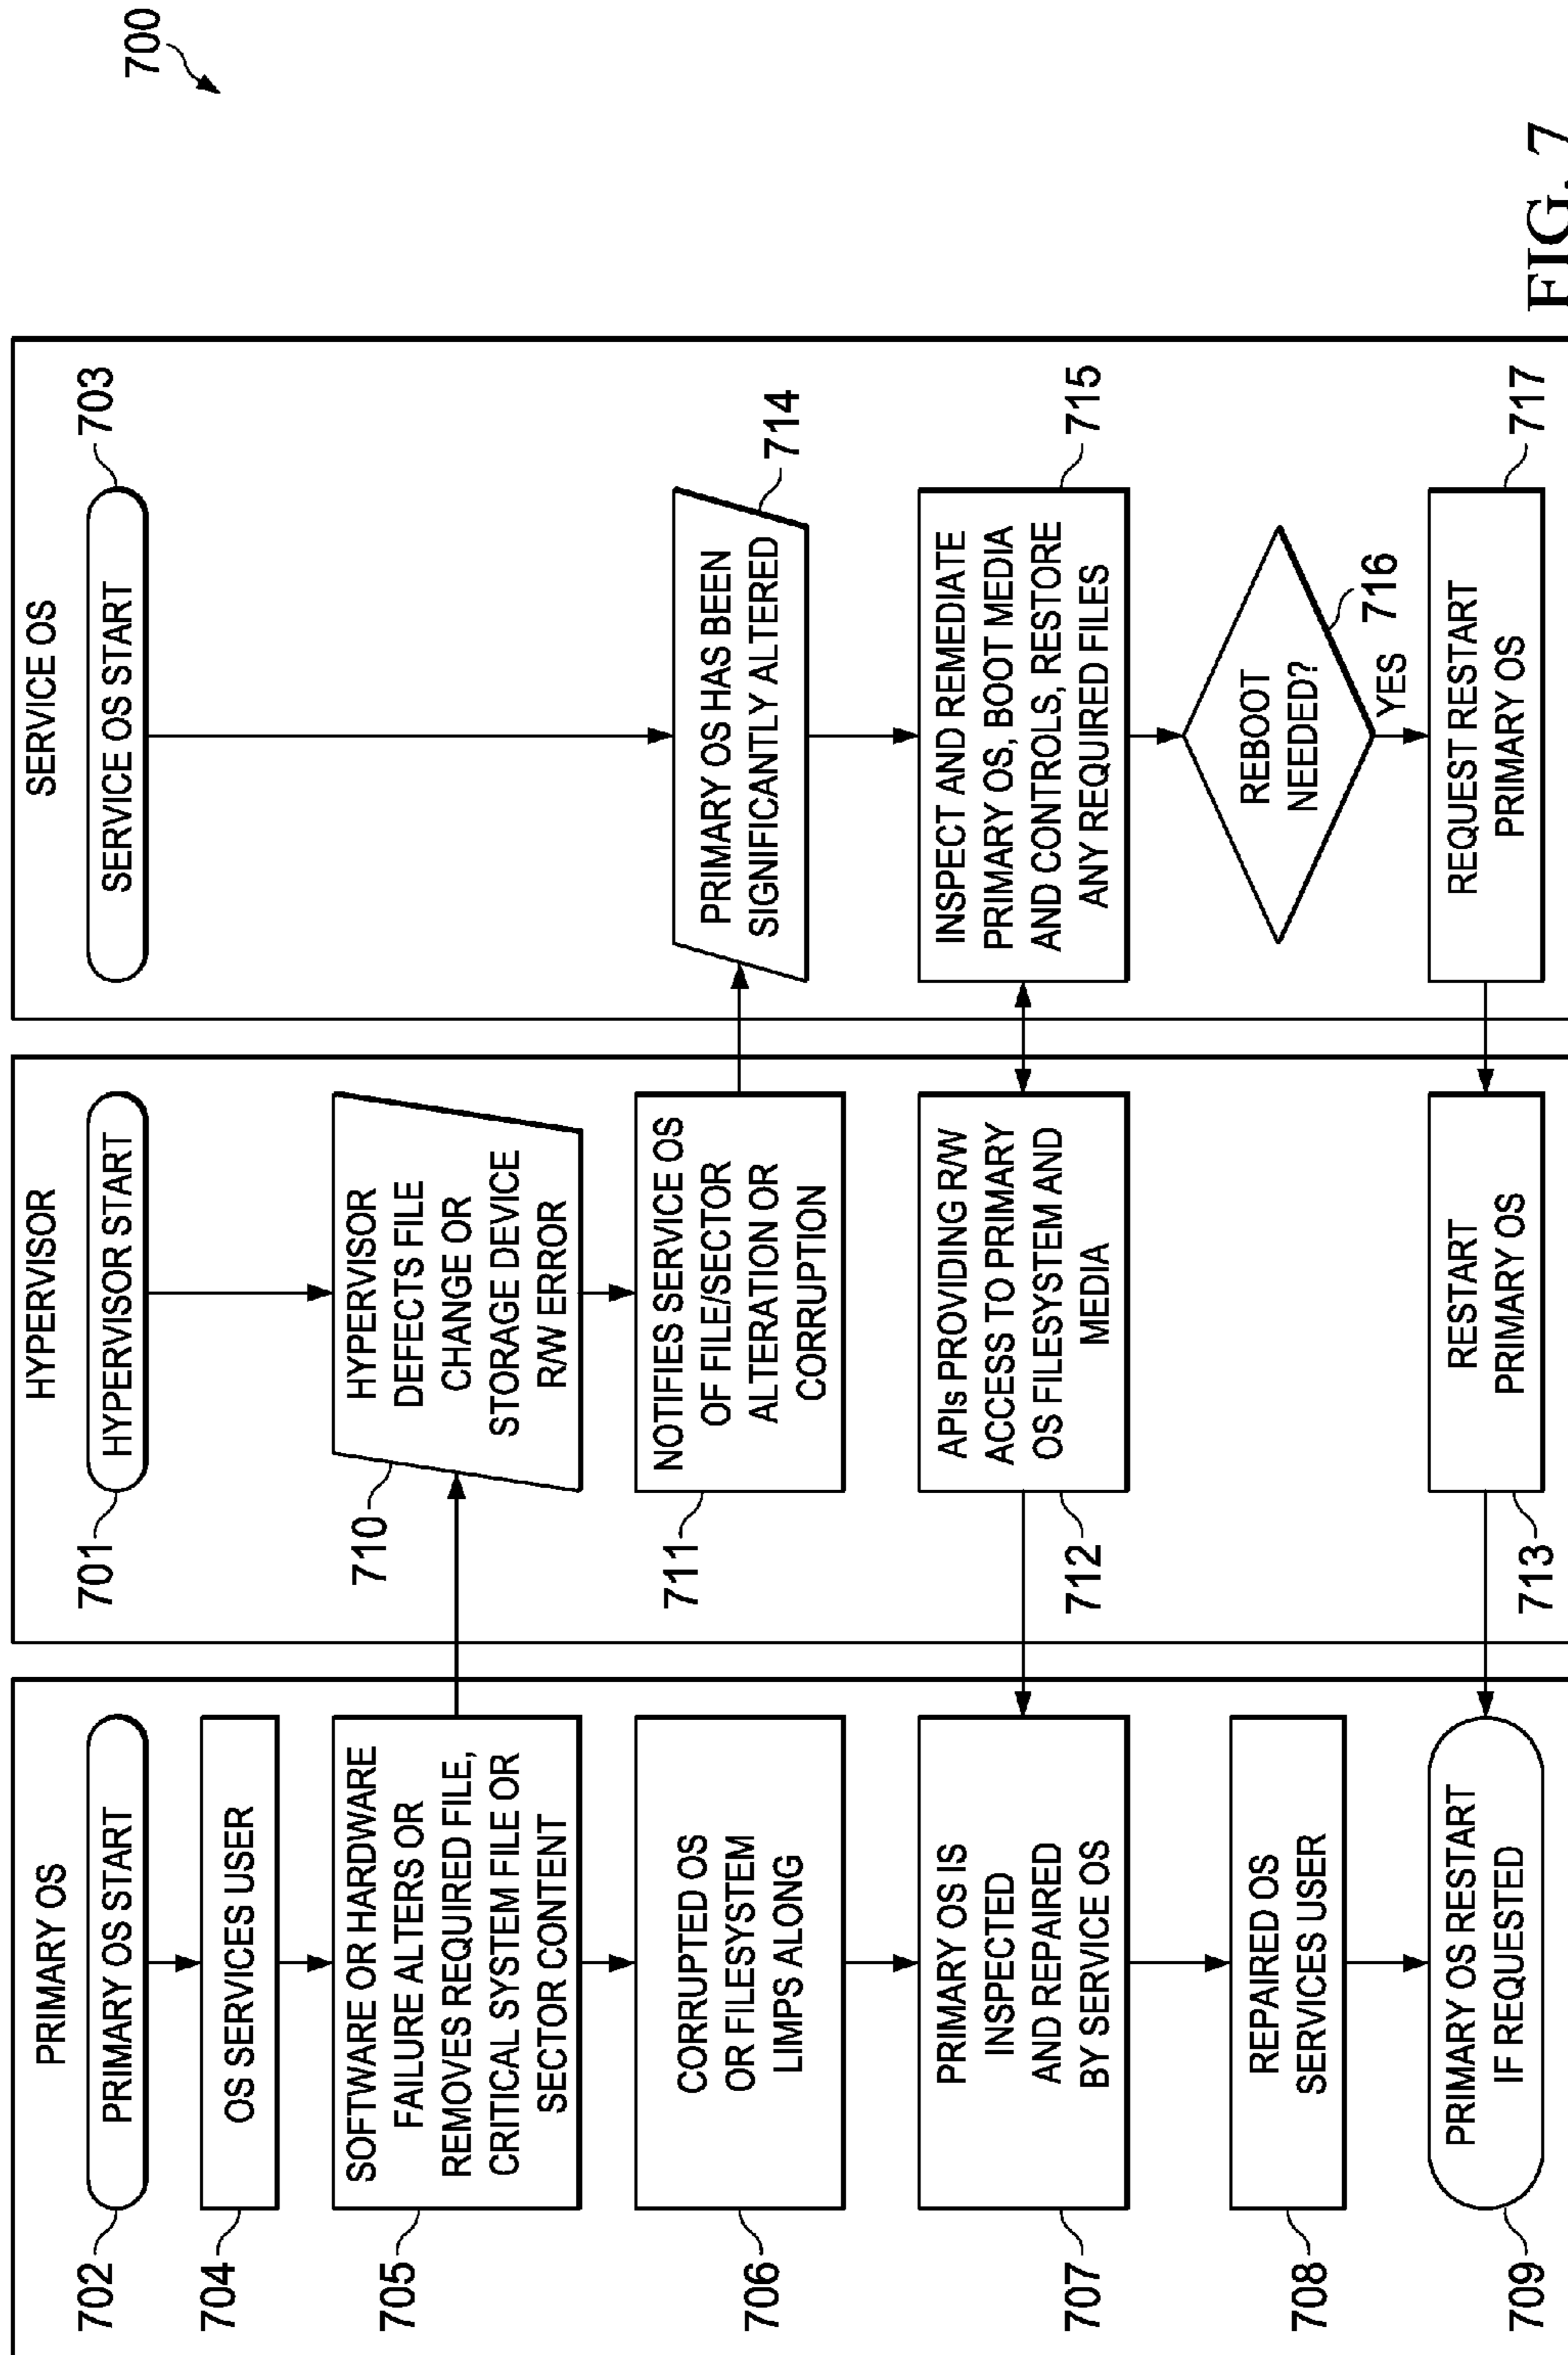 700
PRIMARY OS
702
PRIMARY OS START
704
OS SERVICES USER
705
SOFTWARE OR HARDWARE
FAILURE ALTERS OR
REMOVES REQUIRED FILE,
CRITICAL SYSTEM FILE OR
SECTOR CONTENT
706
CORRUPTED OS
OR FILESYSTEM
LIMPS ALONG
707
PRIMARY OS IS
INSPECTED
AND REPAIRED
BY SERVICE OS
708
REPAIRED OS
SERVICES USER
709
PRIMARY OS RESTART
IF REQUESTED
HYPERVISOR
701
HYPERVISOR START
710
HYPERVISOR
DEFECTS FILE
CHANGE OR
STORAGE DEVICE
R/W ERROR
711
NOTIFIES SERVICE OS
OF FILE/SECTOR
ALTERATION OR
CORRUPTION
712
APIs PROVIDING R/W
ACCESS TO PRIMARY
OS FILESYSTEM AND
MEDIA
713
RESTART
PRIMARY OS
SERVICE OS
SERVICE OS START
703
PRIMARY OS HAS BEEN
SIGNIFICANTLY ALTERED
714
INSPECT AND REMEDIATE
PRIMARY OS, BOOT MEDIA
AND CONTROLS, RESTORE
ANY REQUIRED FILES
715
REBOOT
NEEDED?
716
YES
REQUEST RESTART
PRIMARY OS
717
FIG. 7